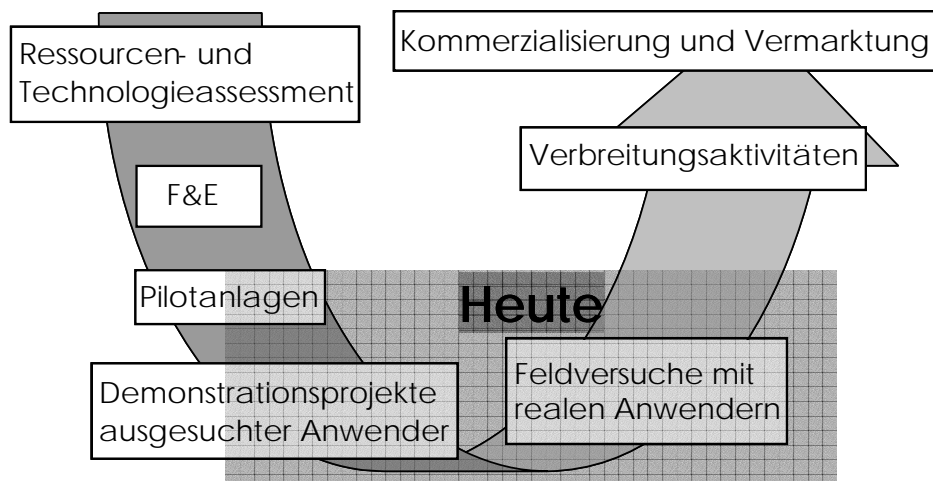 Ressourcen- und
Technologieassessment
F&E
Pilotanlagen
Demonstrationsprojekte
ausgesuchter Anwender
Heute
Feldversuche mit
realen Anwendern
Verbreitungsaktivitäten
Kommerzialisierung und Vermarktung